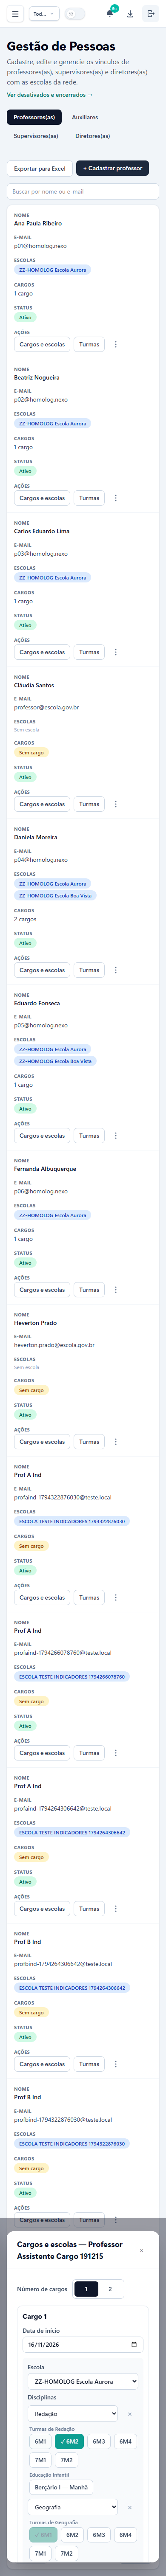 Tod...
9+
Gestão de Pessoas
Cadastre, edite e gerencie os vínculos de
professores(as), supervisores(as) e diretores(as)
com as escolas da rede.
Ver desativados e encerrados →
Professores(as)
Auxiliares
Supervisores(as)
Diretores(as)
Exportar para Excel
+ Cadastrar professor
Buscar por nome ou e-mail
NOME
Ana Paula Ribeiro
E-MAIL
p01@homolog.nexo
ESCOLAS
ZZ-HOMOLOG Escola Aurora
CARGOS
1 cargo
STATUS
Ativo
AÇÕES
Cargos e escolas
Turmas
NOME
Beatriz Nogueira
E-MAIL
p02@homolog.nexo
ESCOLAS
ZZ-HOMOLOG Escola Aurora
CARGOS
1 cargo
STATUS
Ativo
AÇÕES
Cargos e escolas
Turmas
NOME
Carlos Eduardo Lima
E-MAIL
p03@homolog.nexo
ESCOLAS
ZZ-HOMOLOG Escola Aurora
CARGOS
1 cargo
STATUS
Ativo
AÇÕES
Cargos e escolas
Turmas
NOME
Cláudia Santos
E-MAIL
professor@escola.gov.br
ESCOLAS
Sem escola
CARGOS
Sem cargo
STATUS
Ativo
AÇÕES
Cargos e escolas
Turmas
NOME
Daniela Moreira
E-MAIL
p04@homolog.nexo
ESCOLAS
ZZ-HOMOLOG Escola Aurora
ZZ-HOMOLOG Escola Boa Vista
CARGOS
2 cargos
STATUS
Ativo
AÇÕES
Cargos e escolas
Turmas
NOME
Eduardo Fonseca
E-MAIL
p05@homolog.nexo
ESCOLAS
ZZ-HOMOLOG Escola Aurora
ZZ-HOMOLOG Escola Boa Vista
CARGOS
1 cargo
STATUS
Ativo
AÇÕES
Cargos e escolas
Turmas
NOME
Fernanda Albuquerque
E-MAIL
p06@homolog.nexo
ESCOLAS
ZZ-HOMOLOG Escola Aurora
CARGOS
1 cargo
STATUS
Ativo
AÇÕES
Cargos e escolas
Turmas
NOME
Heverton Prado
E-MAIL
heverton.prado@escola.gov.br
ESCOLAS
Sem escola
CARGOS
Sem cargo
STATUS
Ativo
AÇÕES
Cargos e escolas
Turmas
NOME
Prof A Ind
E-MAIL
profaind-1794322876030@teste.local
ESCOLAS
ESCOLA TESTE INDICADORES 1794322876030
CARGOS
Sem cargo
STATUS
Ativo
AÇÕES
Cargos e escolas
Turmas
NOME
Prof A Ind
E-MAIL
profaind-1794266078760@teste.local
ESCOLAS
ESCOLA TESTE INDICADORES 1794266078760
CARGOS
Sem cargo
STATUS
Ativo
AÇÕES
Cargos e escolas
Turmas
NOME
Prof A Ind
E-MAIL
profaind-1794264306642@teste.local
ESCOLAS
ESCOLA TESTE INDICADORES 1794264306642
CARGOS
Sem cargo
STATUS
Ativo
AÇÕES
Cargos e escolas
Turmas
NOME
Prof B Ind
E-MAIL
profbind-1794264306642@teste.local
ESCOLAS
ESCOLA TESTE INDICADORES 1794264306642
CARGOS
Sem cargo
STATUS
Ativo
AÇÕES
Cargos e escolas
Turmas
NOME
Prof B Ind
E-MAIL
profbind-1794322876030@teste.local
ESCOLAS
ESCOLA TESTE INDICADORES 1794322876030
CARGOS
Sem cargo
STATUS
Ativo
AÇÕES
Cargos e escolas
Turmas
Cargos e escolas — Professor
Assistente Cargo 191215
Número de cargos
1
2
Cargo 1
Data de início
16/11/2026
Escola
ZZ-HOMOLOG Escola Aurora
Disciplinas
Redação
Turmas de Redação
6M1
✓ 6M2
6M3
6M4
7M1
7M2
Educação Infantil
Berçário I — Manhã
Geografia
Turmas de Geografia
✓ 6M1
6M2
6M3
6M4
7M1
7M2